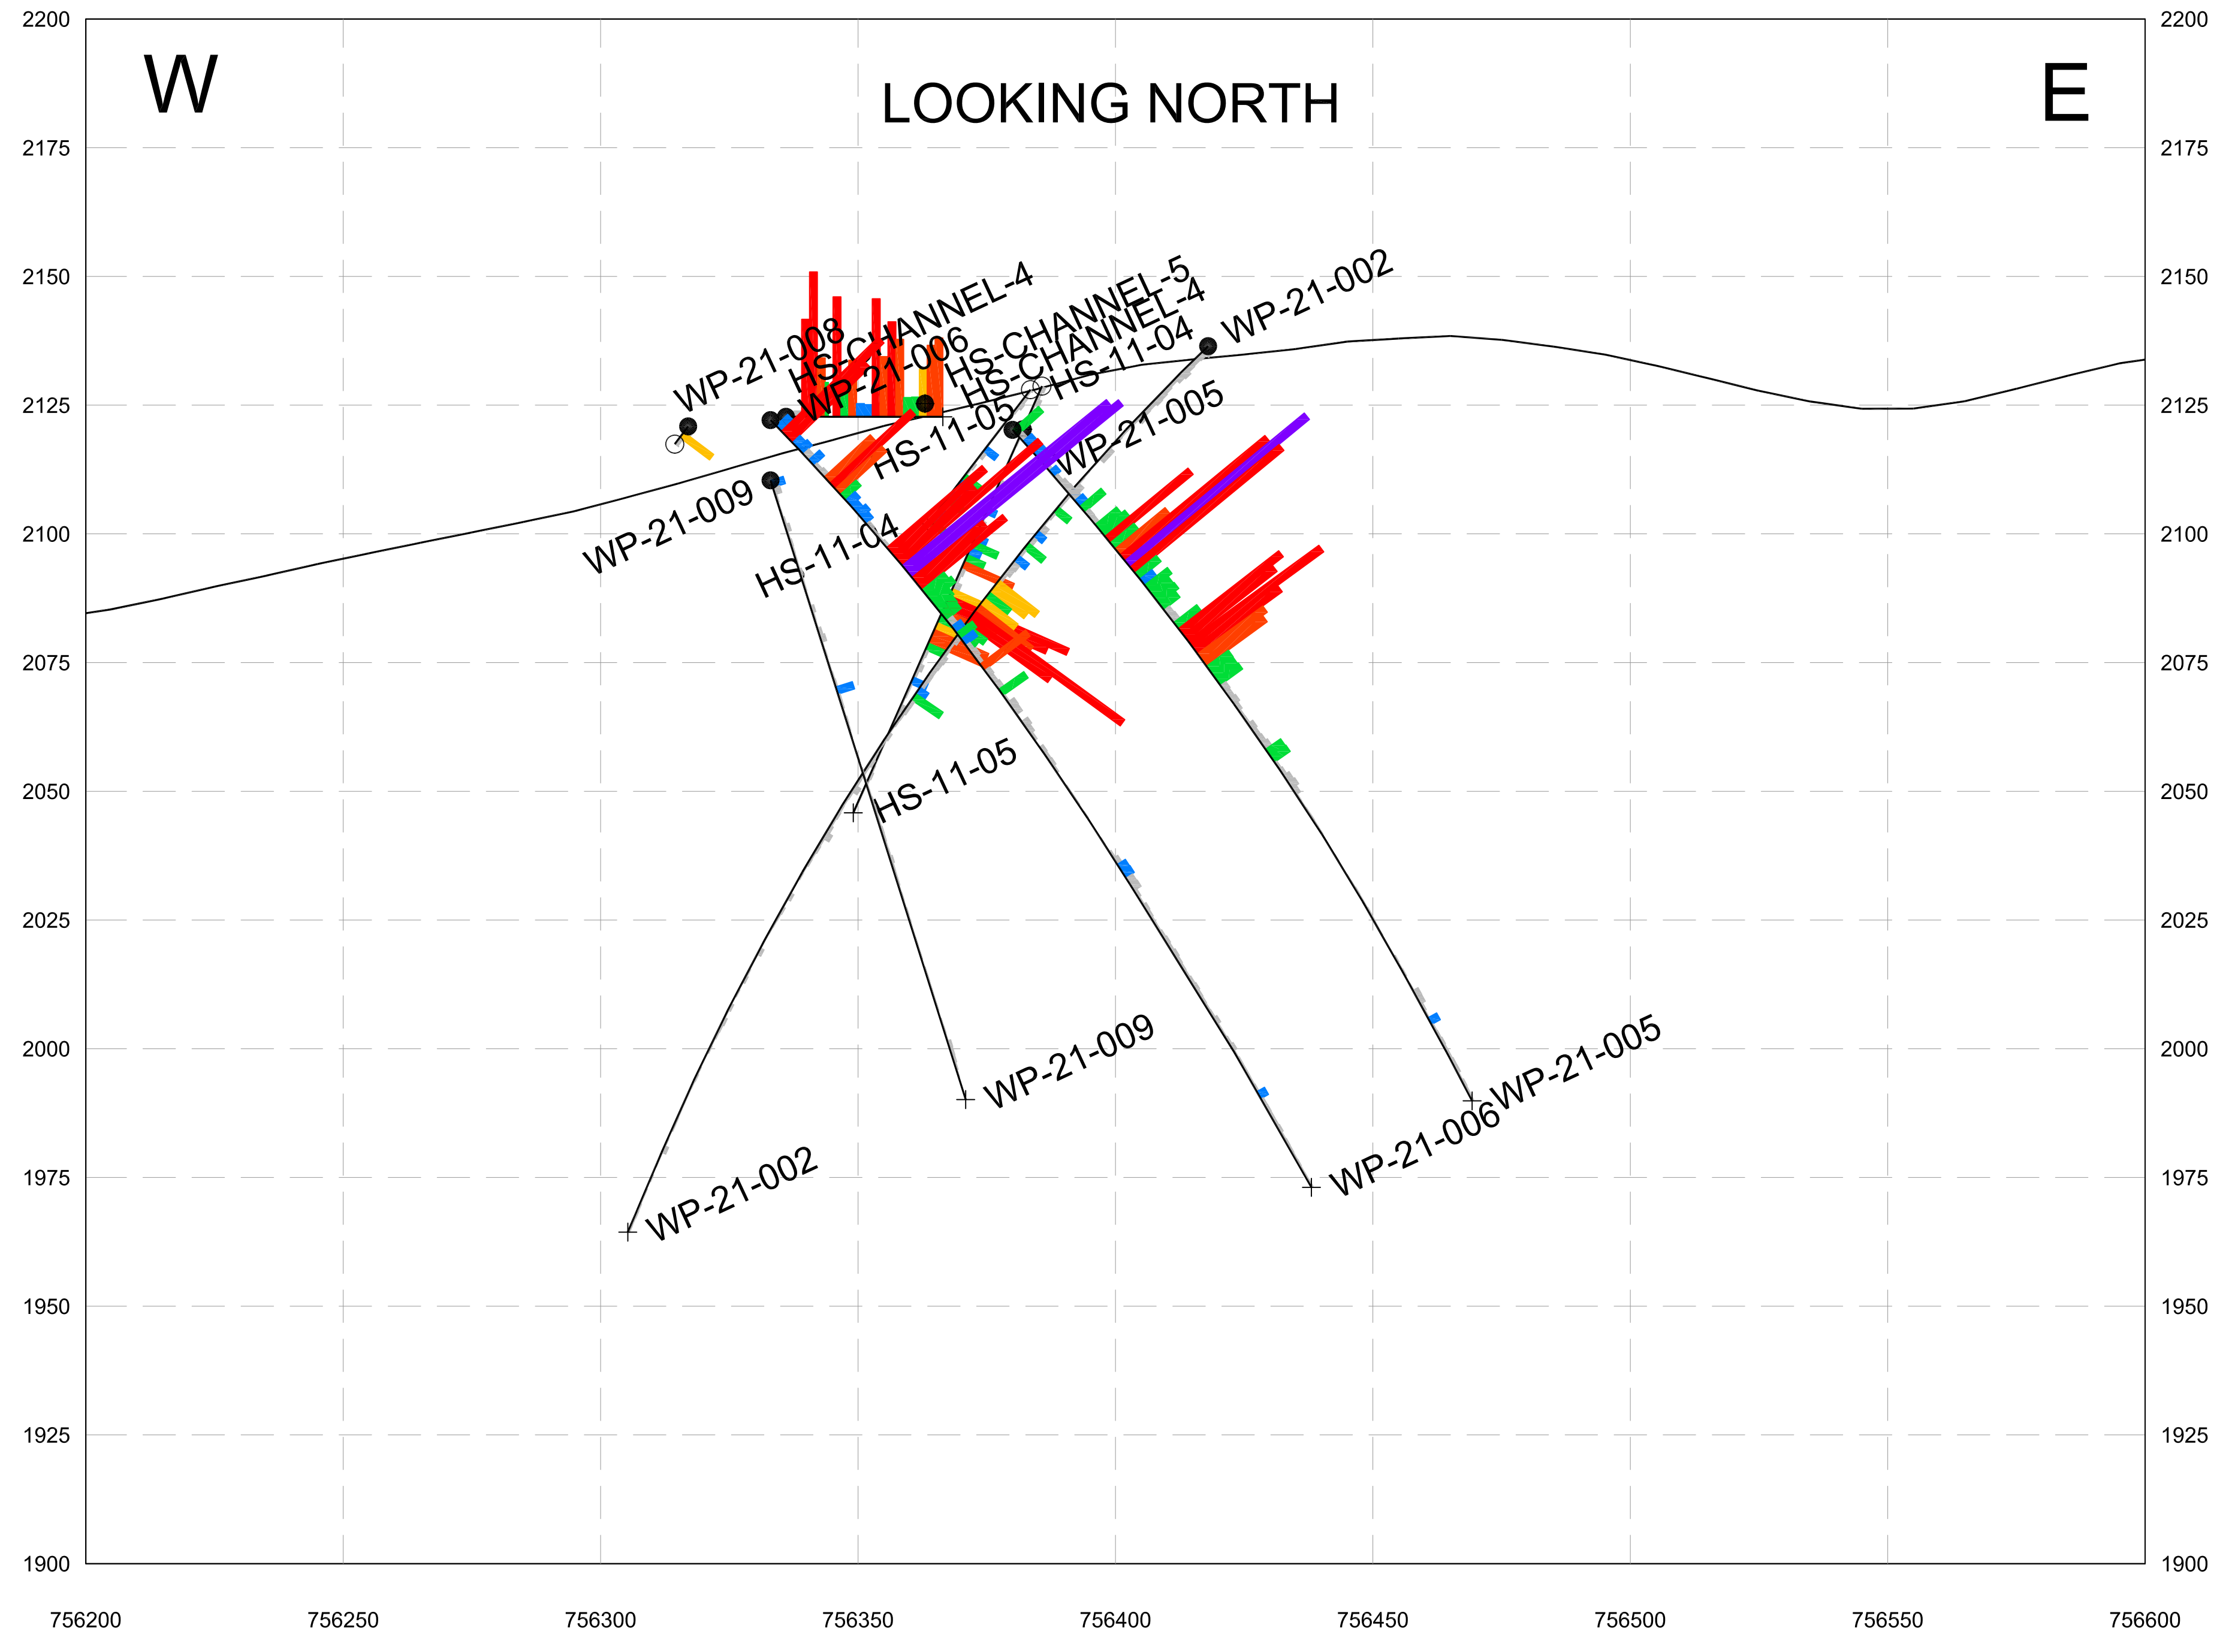 2200 2200
W E
LOOKING NORTH
2175 2175
2150 2150
WP-21-002
HS-CHANNEL-4
HS-CHANNEL-5
HS-CHANNEL-4
HS-11-04
WP-21-008
WP-21-006
2125 2125
HS-11-05
WP-21-005
WP-21-009
HS-11-04
2100 2100
2075 2075
HS-11-05
2050 2050
2025 2025
2000 2000
WP-21-009
WP-21-005
WP-21-006
1975 1975
WP-21-002
1950 1950
1925 1925
1900 1900
756200 756250 756300 756350 756400 756450 756500 756550 756600